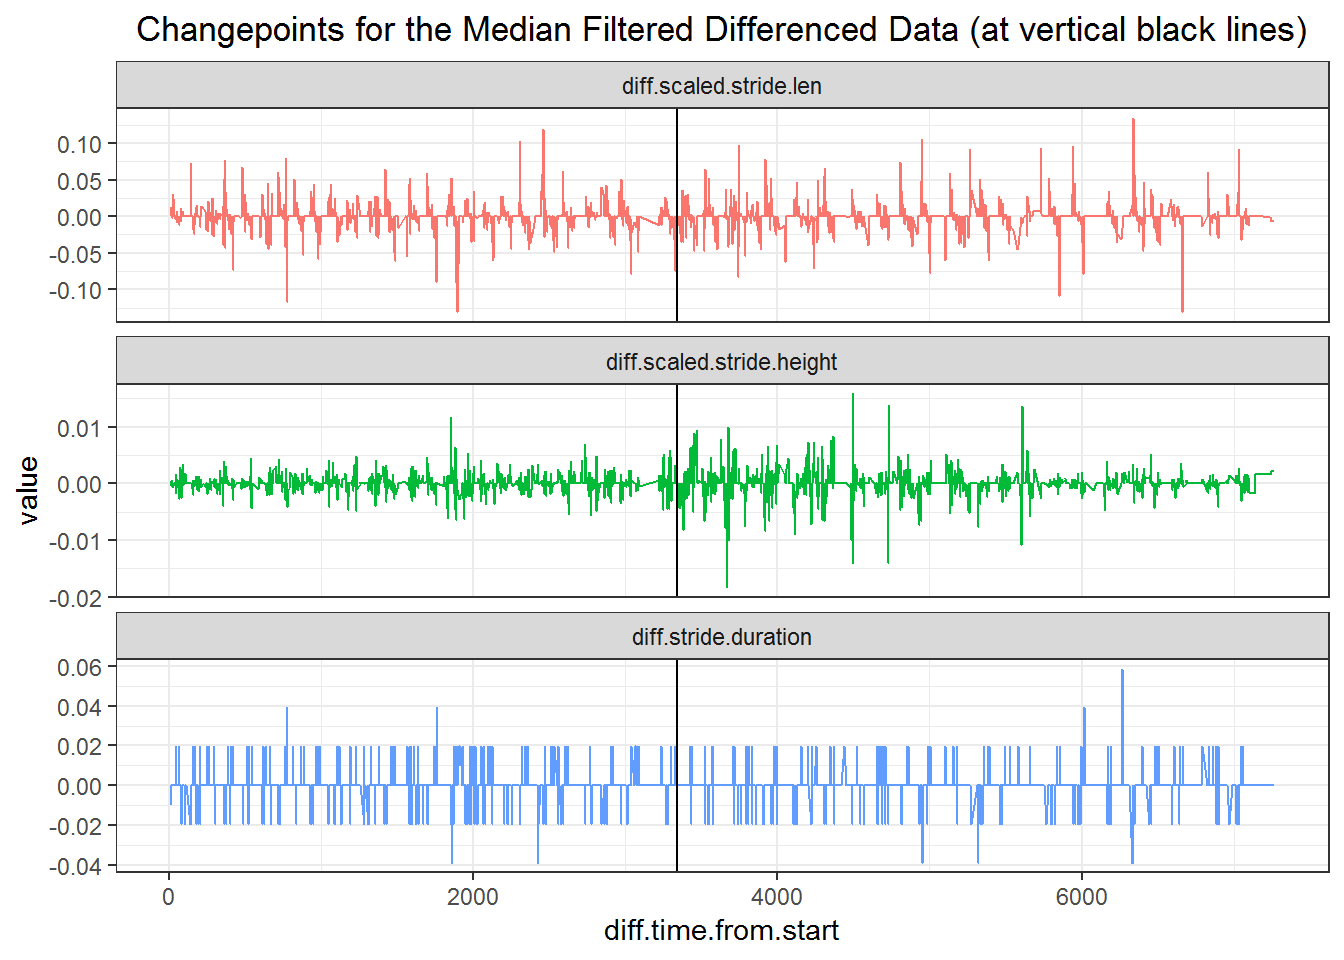 Changepoints for the Median Filtered Differenced Data (at vertical black lines)
diff.scaled.stride.len
0.10
0.05
0.00
-0.05
-0.10
diff.scaled.stride.height
0.01
0.00
-0.01
-0.02
value
diff.stride.duration
0.06
0.04
0.02
0.00
-0.02
-0.04
0 2000 4000 6000
diff.time.from.start